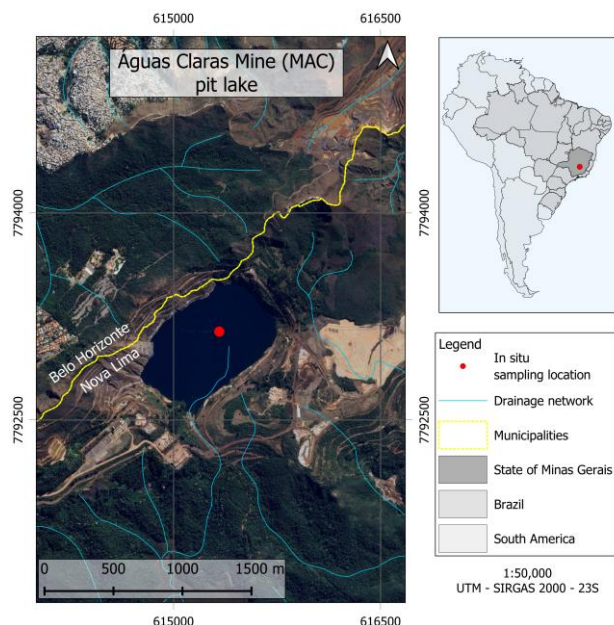 615000
616500
Águas Claras Mine (MAC)
pit lake
7794000
7794000
Belo Horizonte
Nova Lima
7792500
7792500
0 500 1000 1500 m
615000
616500
Legend
In situ
sampling location
Drainage network
Municipalities
State of Minas Gerais
Brazil
South America
1:50,000
UTM - SIRGAS 2000 - 23S